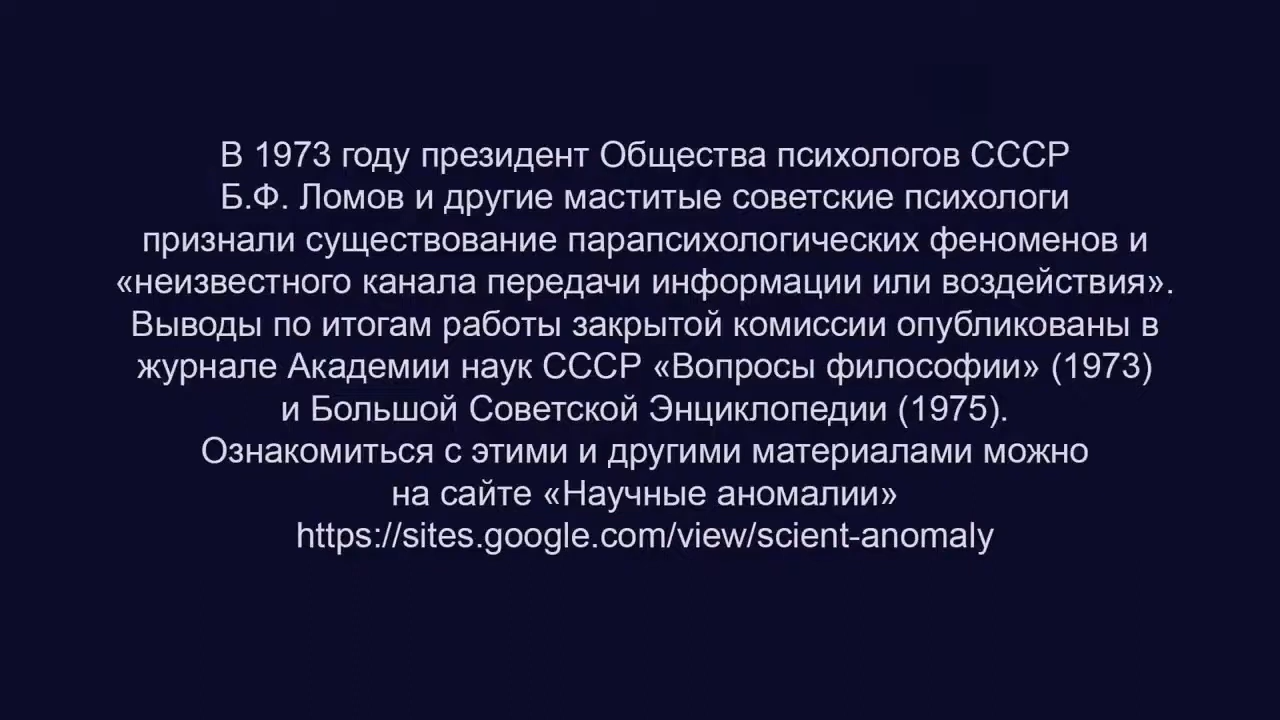 В 1973 году президент Общества психологов СССР
Б.Ф. Ломов и другие маститые советские психологи
признали существование парапсихологических феноменов и
«неизвестного канала передачи информации или воздействия».
Выводы по итогам работы закрытой комиссии опубликованы в
журнале Академии наук СССР «Вопросы философии» (1973)
и Большой Советской Энциклопедии (1975).
Ознакомиться с этими и другими материалами можно
на сайте «Научные аномалии»
https://sites.google.com/view/scient-anomaly